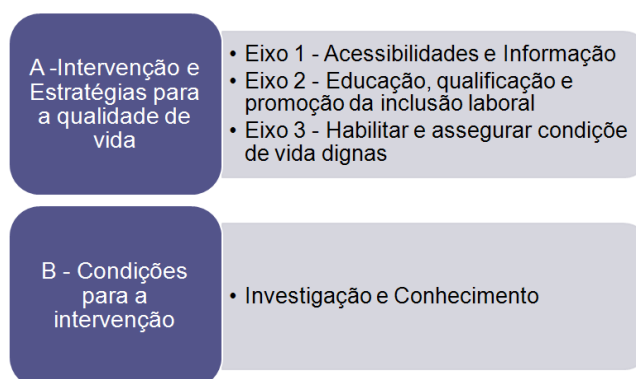 A -Intervenção e
Estratégias para
a qualidade de
vida
• Eixo 1 - Acessibilidades e Informação
• Eixo 2 - Educação, qualificação e
promoção da inclusão laboral
• Eixo 3 - Habilitar e assegurar condiçõe
de vida dignas
B - Condições
para a
intervenção
• Investigação e Conhecimento